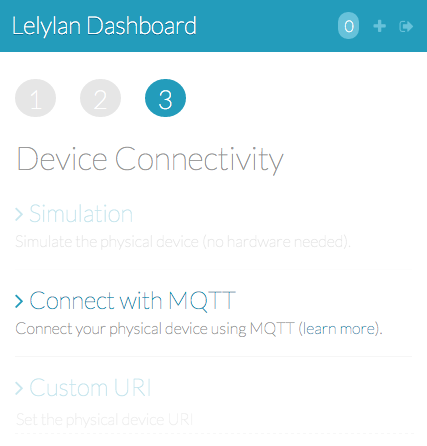 Lelylan Dashboard 0
1 2 3
Device Connectivity
Simulation
Simulate the physical device (no hardware needed).
Connect with MQTT
Connect your physical device using MQTT (learn more).
Custom URI
Set the physical device URI